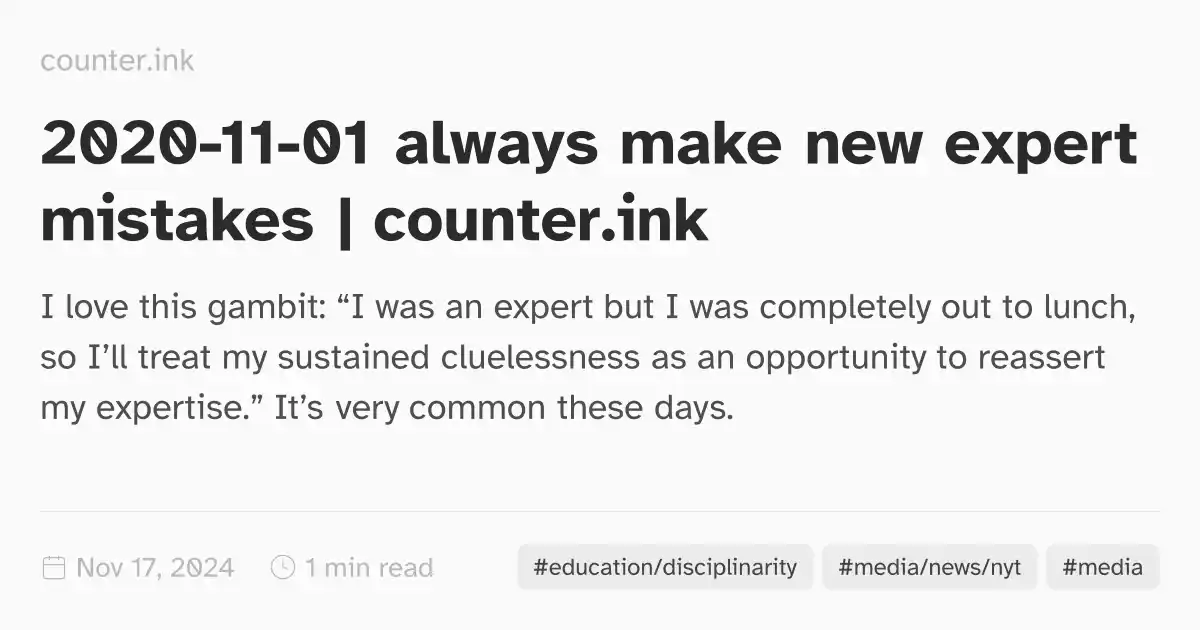 counter.ink
2020-11-01 always make new expert
mistakes | counter.ink
I love this gambit: “I was an expert but I was completely out to lunch,
so I’ll treat my sustained cluelessness as an opportunity to reassert
my expertise.” It’s very common these days.
Nov 17, 2024 1 min read #education/disciplinarity #media/news/nyt #media